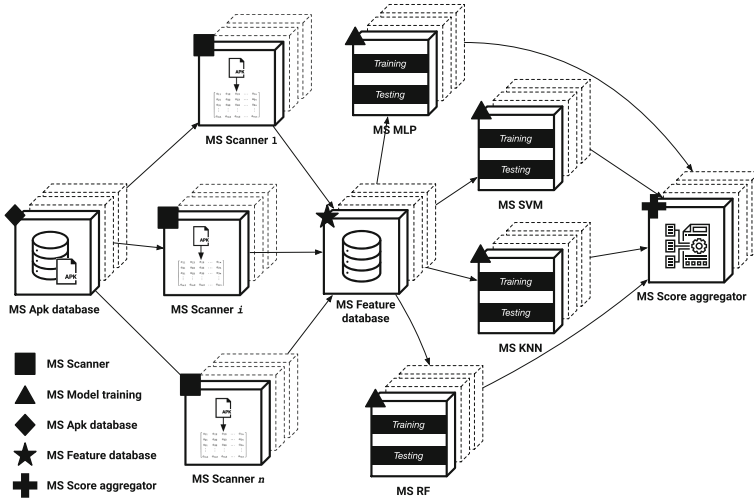 APK
MS Scanner 1
Training
Testing
MS MLP
Training
Testing
MS SVM
APK
MS Apk database
APK
MS Scanner i
MS Feature
database
Training
Testing
MS KNN
MS Score aggregator
APK
MS Scanner n
Training
Testing
MS RF
MS Scanner
MS Model training
MS Apk database
MS Feature database
MS Score aggregator